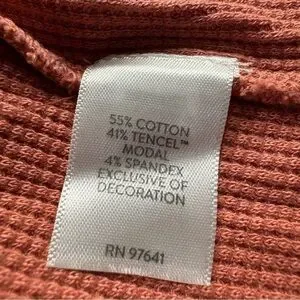 55% COTTON
41% TENCEL™
MODAL
4% SPANDEX
EXCLUSIVE OF
DECORATION
RN 97641